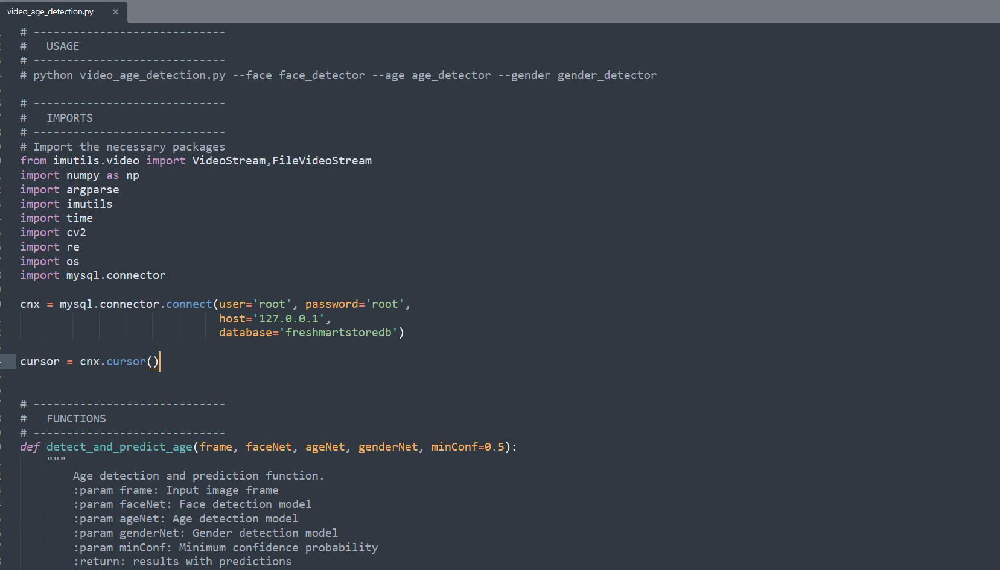 video_age_detection.py ×
# -----------------------------
#   USAGE
# -----------------------------
# python video_age_detection.py --face face_detector --age age_detector --gender gender_detector
# -----------------------------
#   IMPORTS
# -----------------------------
# Import the necessary packages
from imutils.video import VideoStream,FileVideoStream
import numpy as np
import argparse
import imutils
import time
import cv2
import re
import os
import mysql.connector
cnx = mysql.connector.connect(user='root', password='root',
                              host='127.0.0.1',
                              database='freshmartstoredb')
cursor = cnx.cursor()
# -----------------------------
#   FUNCTIONS
# -----------------------------
def detect_and_predict_age(frame, faceNet, ageNet, genderNet, minConf=0.5):
    """
        Age detection and prediction function.
        :param frame: Input image frame
        :param faceNet: Face detection model
        :param ageNet: Age detection model
        :param genderNet: Gender detection model
        :param minConf: Minimum confidence probability
        :return: results with predictions